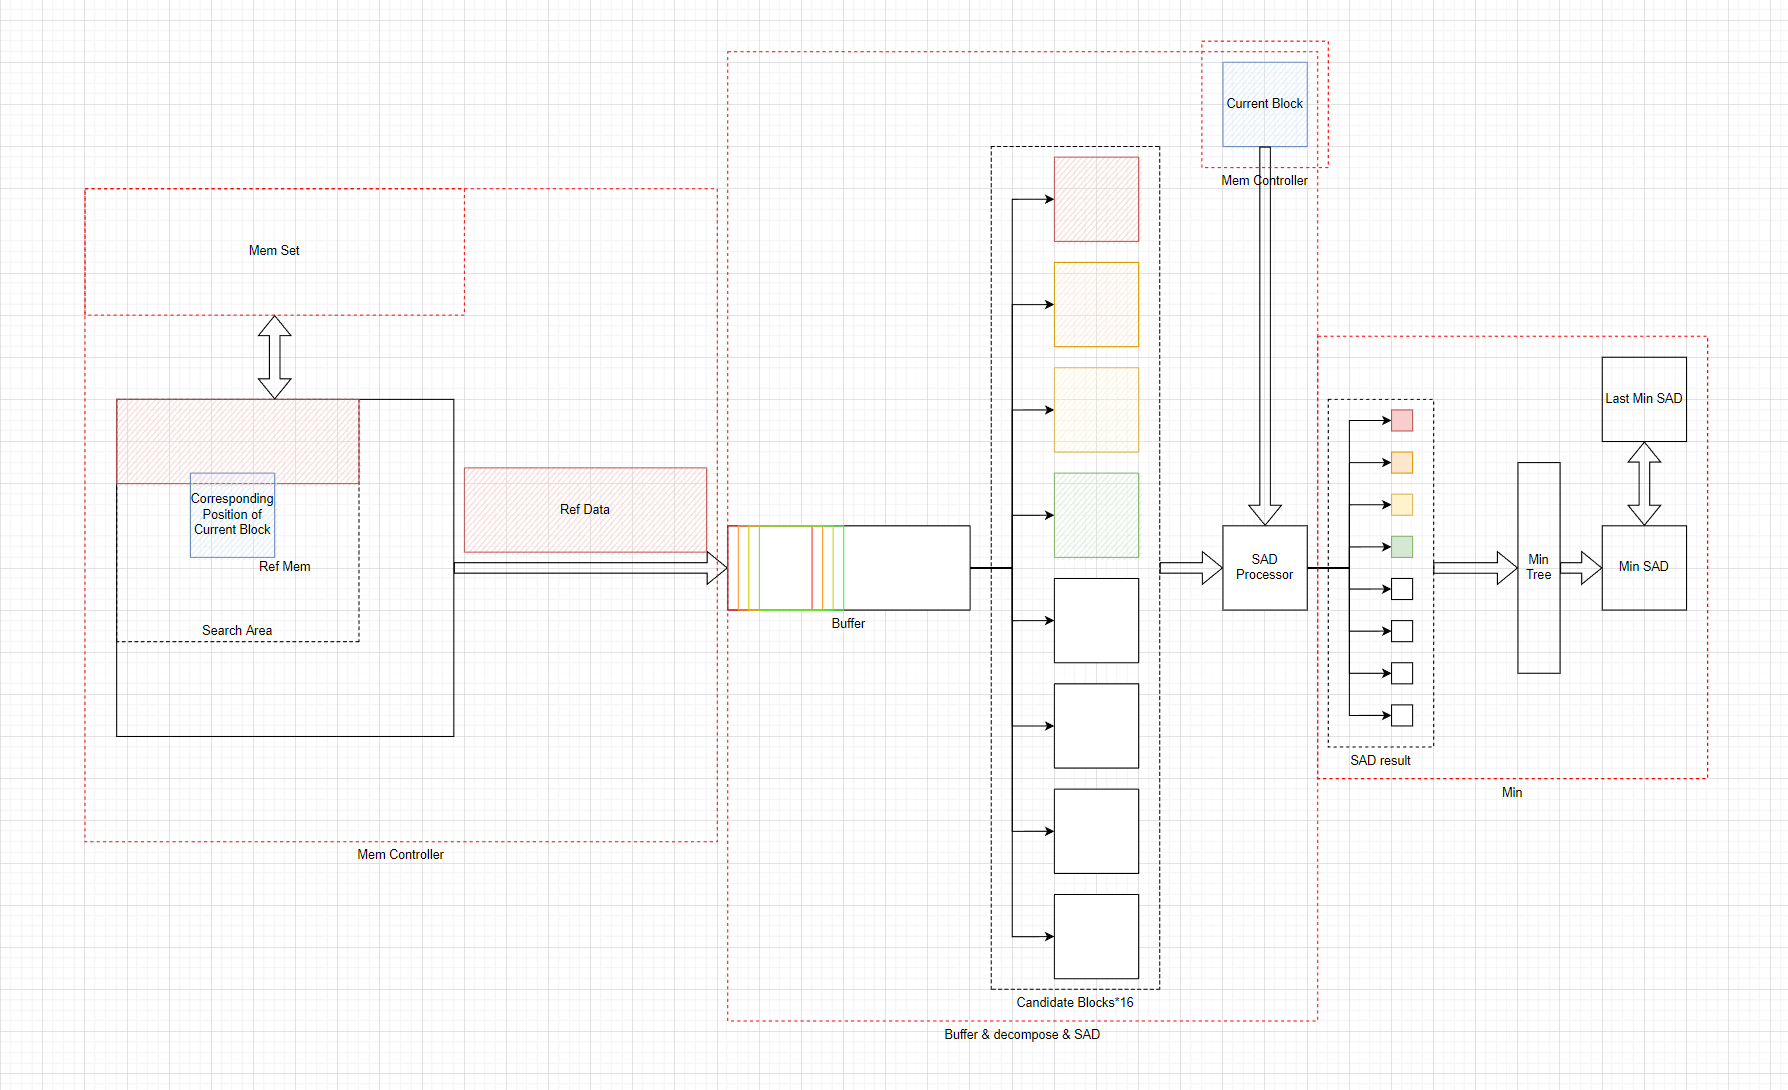 Current Block
Mem Controller
Mem Set
Last Min SAD
Corresponding
Position of
Current Block
Ref Data
Ref Mem
SAD
Processor
Min
Tree
Min SAD
Buffer
Search Area
SAD result
Min
Mem Controller
Candidate Blocks*16
Buffer & decompose & SAD